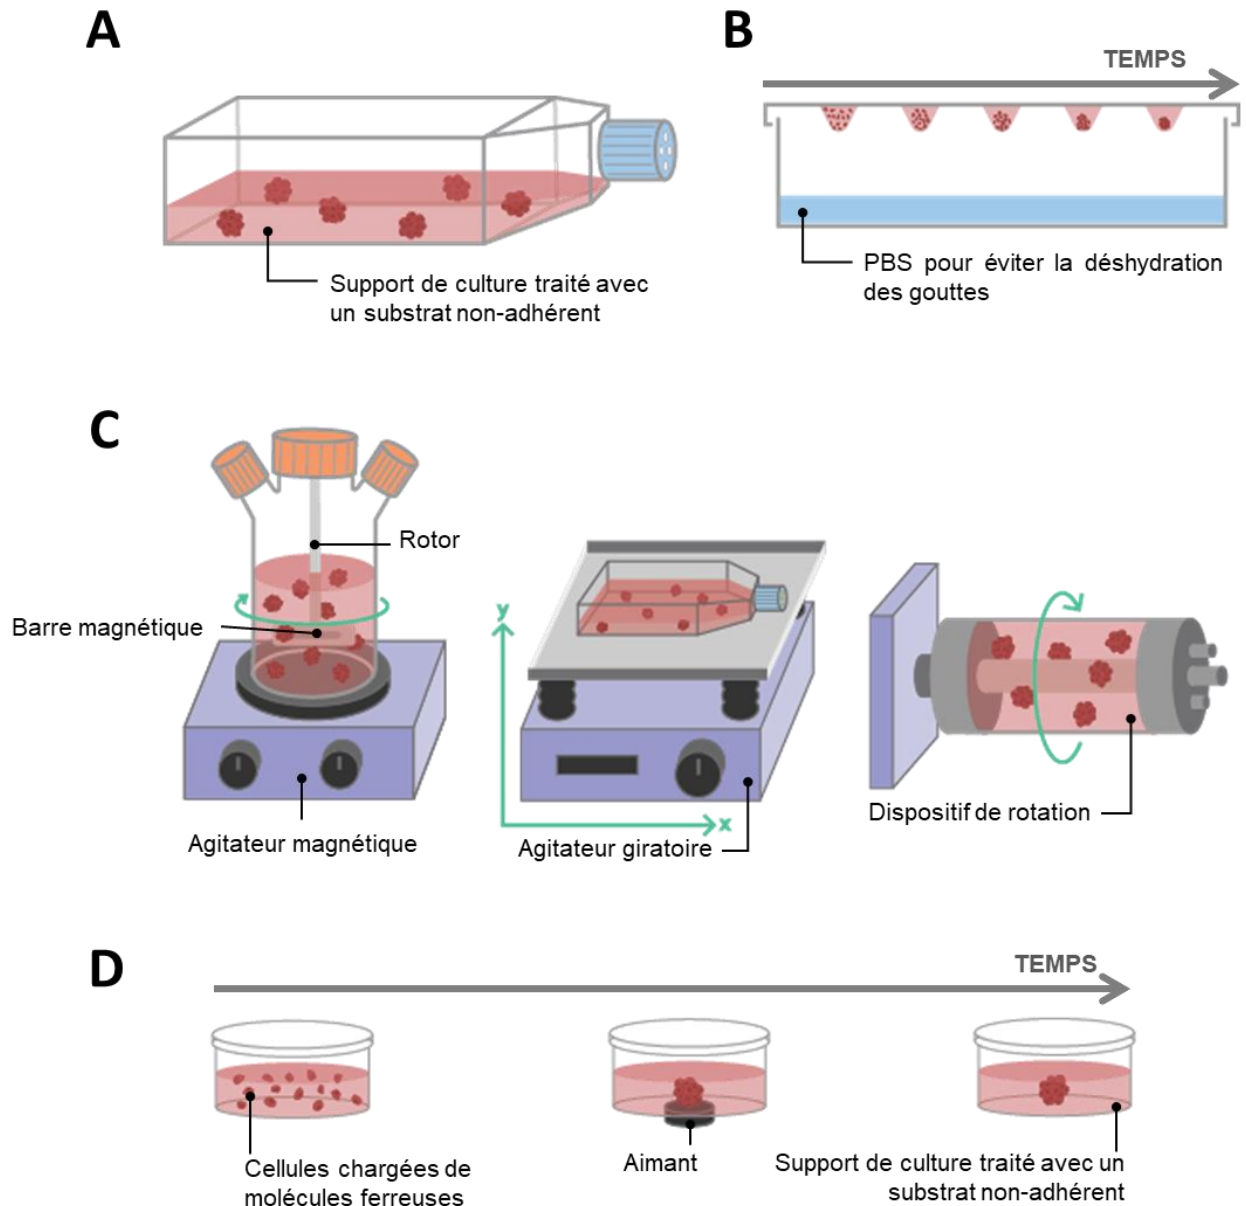 A
B
TEMPS
PBS pour éviter la déshydration
des gouttes
Support de culture traité avec
un substrat non-adhérent
C
Rotor
Barre magnétique
y
x
Agitateur magnétique
Agitateur giratoire
Dispositif de rotation
D
TEMPS
Cellules chargées de
molécules ferreuses
Aimant
Support de culture traité avec un
substrat non-adhérent